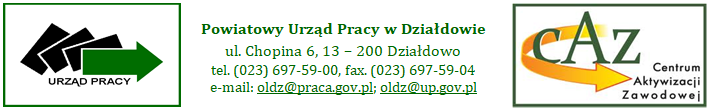 URZĄD PRACY
Powiatowy Urząd Pracy w Działdowie
ul. Chopina 6, 13 – 200 Działdowo
tel. (023) 697-59-00, fax. (023) 697-59-04
e-mail: oldz@praca.gov.pl; oldz@up.gov.pl
CAZ
Centrum
Aktywizacji
Zawodowej